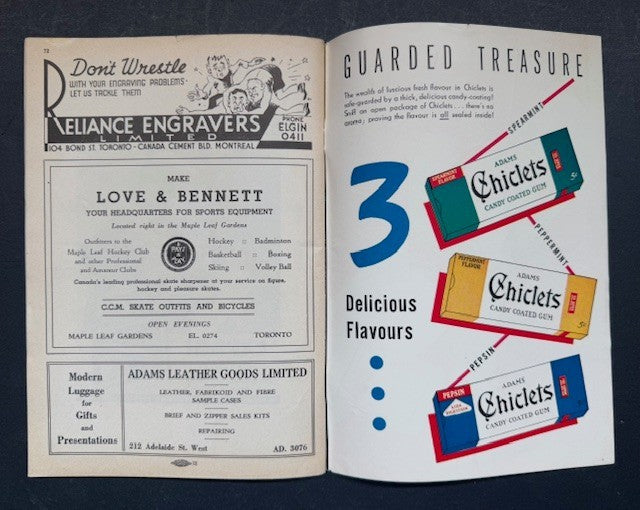 72
Don't Wrestle
WITH YOUR ENGRAVING PROBLEMS-
LET US TACKLE THEM
RELIANCE ENGRAVERS
LIMITED
PHONE
ELGIN
0411
104 BOND ST. TORONTO - CANADA CEMENT BLD. MONTREAL
MAKE
LOVE & BENNETT
YOUR HEADQUARTERS FOR SPORTS EQUIPMENT
Located right in the Maple Leaf Gardens
Outfitters to the
Maple Leaf Hockey Club
and other Professional
and Amateur Clubs
IT
PAYS
TO
PLAY
Hockey Badminton
Basketball Boxing
Skiing Volley Ball
Canada's leading professional skate sharpener at your service on figure,
hockey and pleasure skates.
C.C.M. SKATE OUTFITS AND BICYCLES
OPEN EVENINGS
MAPLE LEAF GARDENS EL. 0274 TORONTO
Modern
Luggage
for
Gifts
and
Presentations
ADAMS LEATHER GOODS LIMITED
LEATHER, FABRIKOID AND FIBRE
SAMPLE CASES
BRIEF AND ZIPPER SALES KITS
REPAIRING
212 Adelaide St. West AD. 3076
GUARDED TREASURE
The wealth of luscious fresh flavour in Chiclets is
safe-guarded by a thick, delicious candy-coating!
Sniff an open package of Chiclets . . . there's no
aroma; proving the flavour is all sealed inside!
3
Delicious
Flavours
SPEARMINT
SPEARMINT
FLAVOR
ADAMS
Chiclets
CANDY COATED GUM
5¢
PEPPERMINT
PEPPERMINT
FLAVOR
ADAMS
Chiclets
CANDY COATED GUM
5¢
PEPSIN
PEPSIN
ADAMS
Chiclets
CANDY COATED GUM